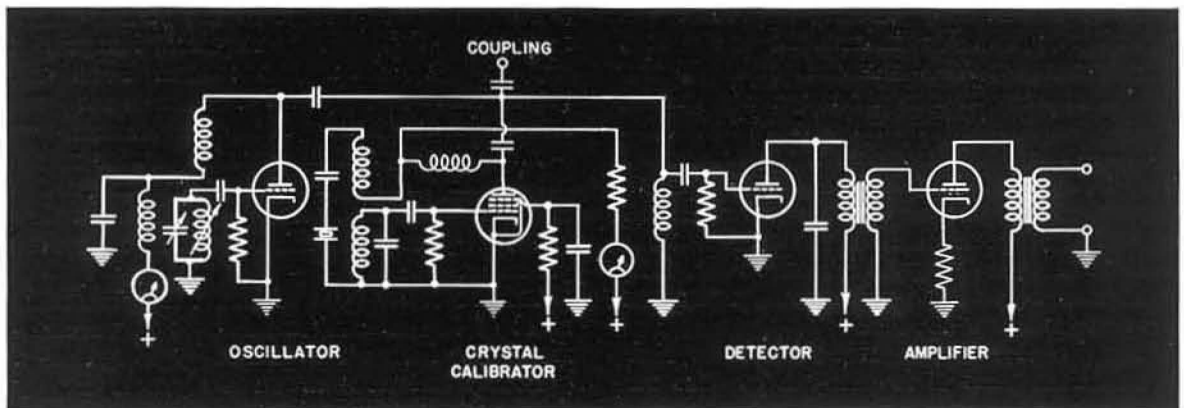 COUPLING
+
+
+
+
+
OSCILLATOR
CRYSTAL
CALIBRATOR
DETECTOR
AMPLIFIER